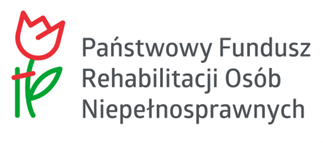 Państwowy Fundusz
Rehabilitacji Osób
Niepełnosprawnych